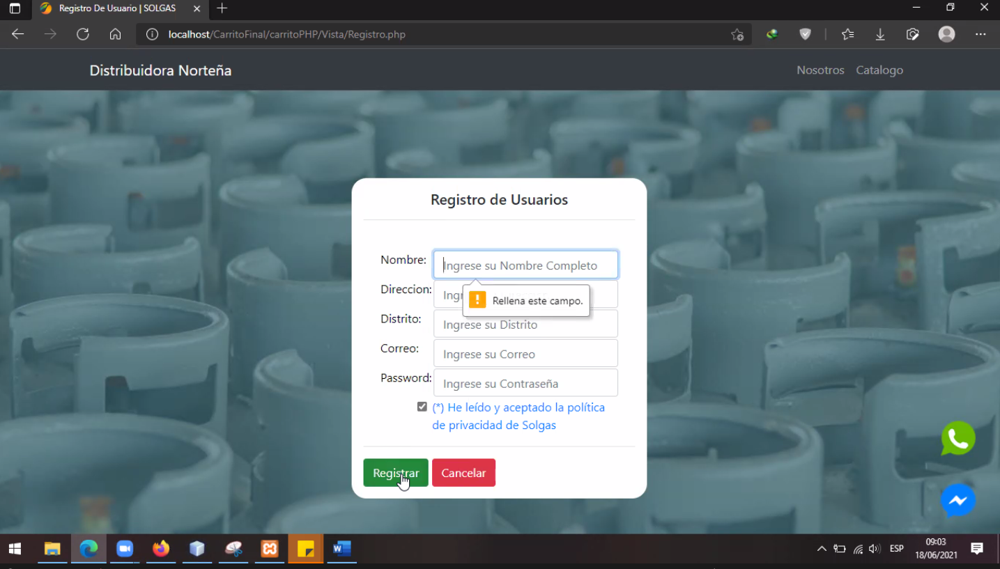 Registro De Usuario | SOLGAS
localhost/CarritoFinal/carritoPHP/Vista/Registro.php
Distribuidora Norteña
Nosotros Catalogo
Registro de Usuarios
Nombre: Ingrese su Nombre Completo
Direccion: Ingr
Rellena este campo.
Distrito: Ingrese su Distrito
Correo: Ingrese su Correo
Password: Ingrese su Contraseña
(*) He leído y aceptado la política
de privacidad de Solgas
Registrar Cancelar
ESP
09:03
18/06/2021